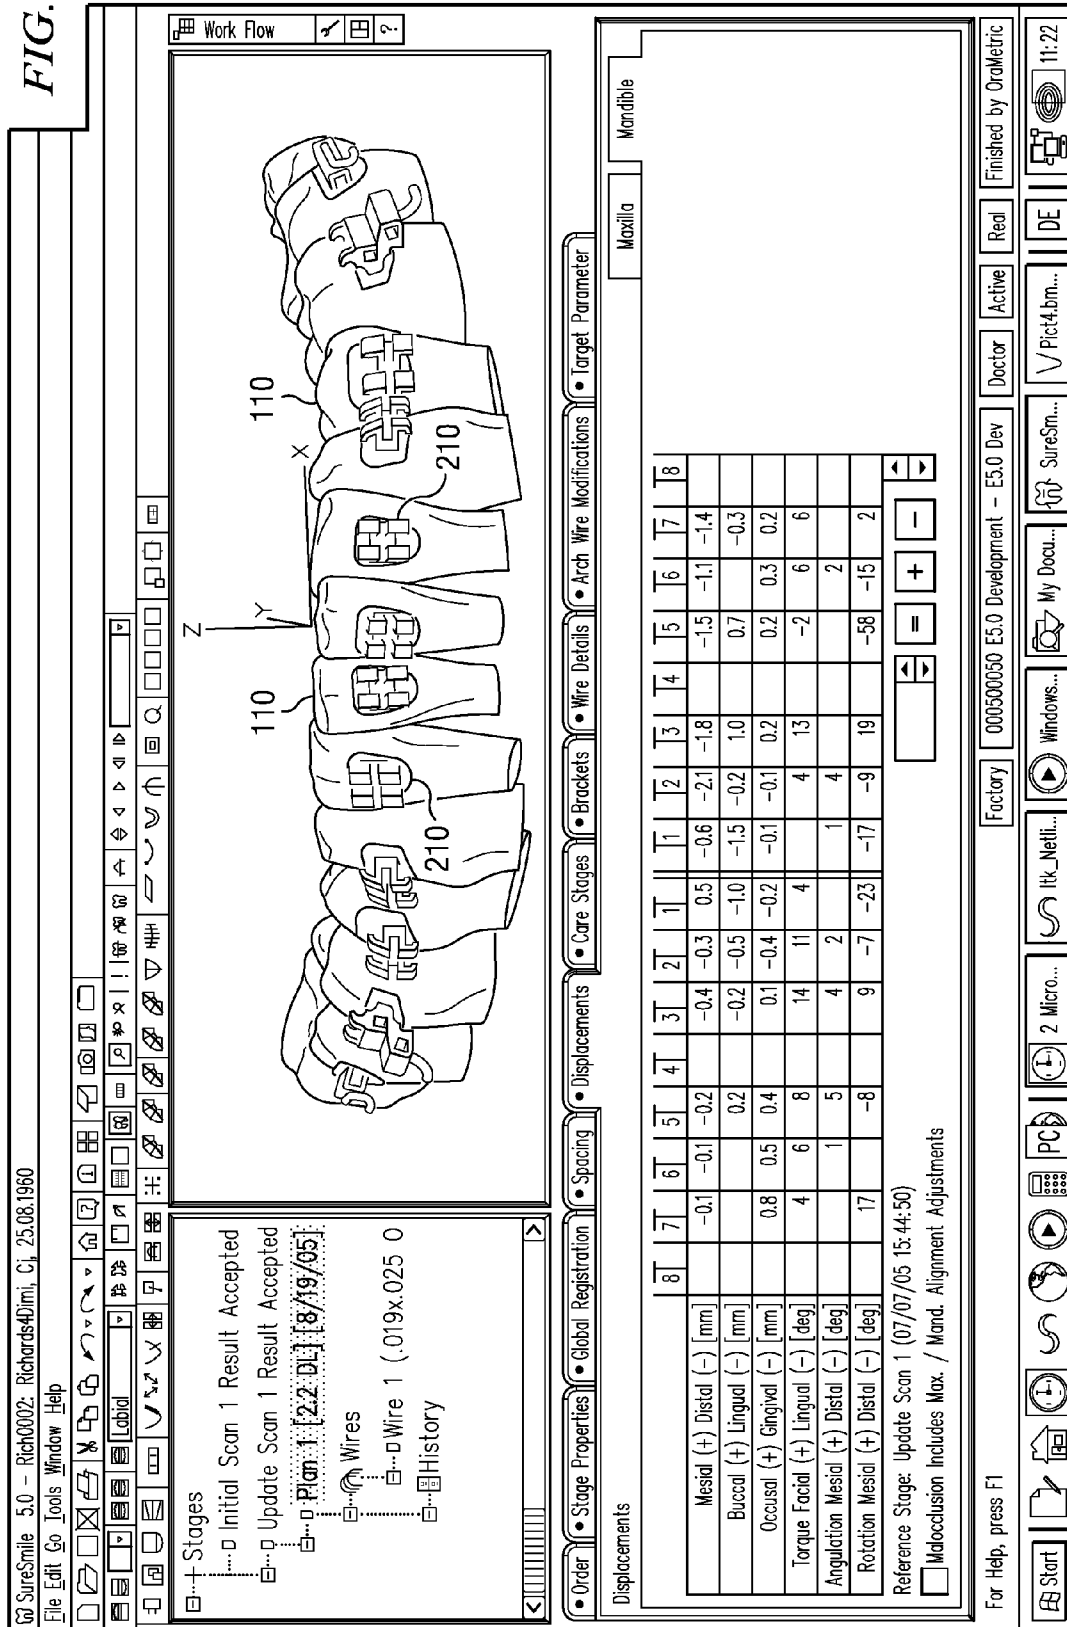 FIG.
SureSmile 5.0 - Rich0002: Richards4Dimi, Cj, 25.08.1960
File Edit Go Tools Window Help
Labial
Work Flow
Stages
Initial Scan 1 Result Accepted
Update Scan 1 Result Accepted
Plan 1 [2.2 DL] [8/19/05]
Wires
Wire 1 (.019x.025 0
History
Z
Y
X
110
110
210
210
Order Stage Properties Global Registration Spacing Displacements Care Stages Brackets Wire Details Arch Wire Modifications Target Parameter
Displacements
Maxilla Mandible
8 7 6 5 4 3 2 1 1 2 3 4 5 6 7 8
Mesial (+) Distal (-) [mm] -0.1 -0.1 -0.2 -0.4 -0.3 0.5 -0.6 -2.1 -1.8 -1.5 -1.1 -1.4
Buccal (+) Lingual (-) [mm] 0.2 -0.2 -0.5 -1.0 -1.5 -0.2 1.0 0.7 -0.3
Occusal (+) Gingival (-) [mm] 0.8 0.5 0.4 0.1 -0.4 -0.2 -0.1 -0.1 0.2 0.2 0.3 0.2
Torque Facial (+) Lingual (-) [deg] 4 6 8 14 11 4 4 13 -2 6 6
Angulation Mesial (+) Distal (-) [deg] 1 5 4 2 1 4 2
Rotation Mesial (+) Distal (-) [deg] 17 -8 9 -7 -23 -17 -9 19 -58 -15 2
Reference Stage: Update Scan 1 (07/07/05 15:44:50)
= + -
Malocclusion Includes Max. / Mand. Alignment Adjustments
For Help, press F1
Factory 000500050 E5.0 Development - E5.0 Dev Doctor Active Real Finished by OraMetric
Start PC 2 Micro... ltk_Netli... Windows... My Docu... SureSm... Pict4.bm... DE 11:22